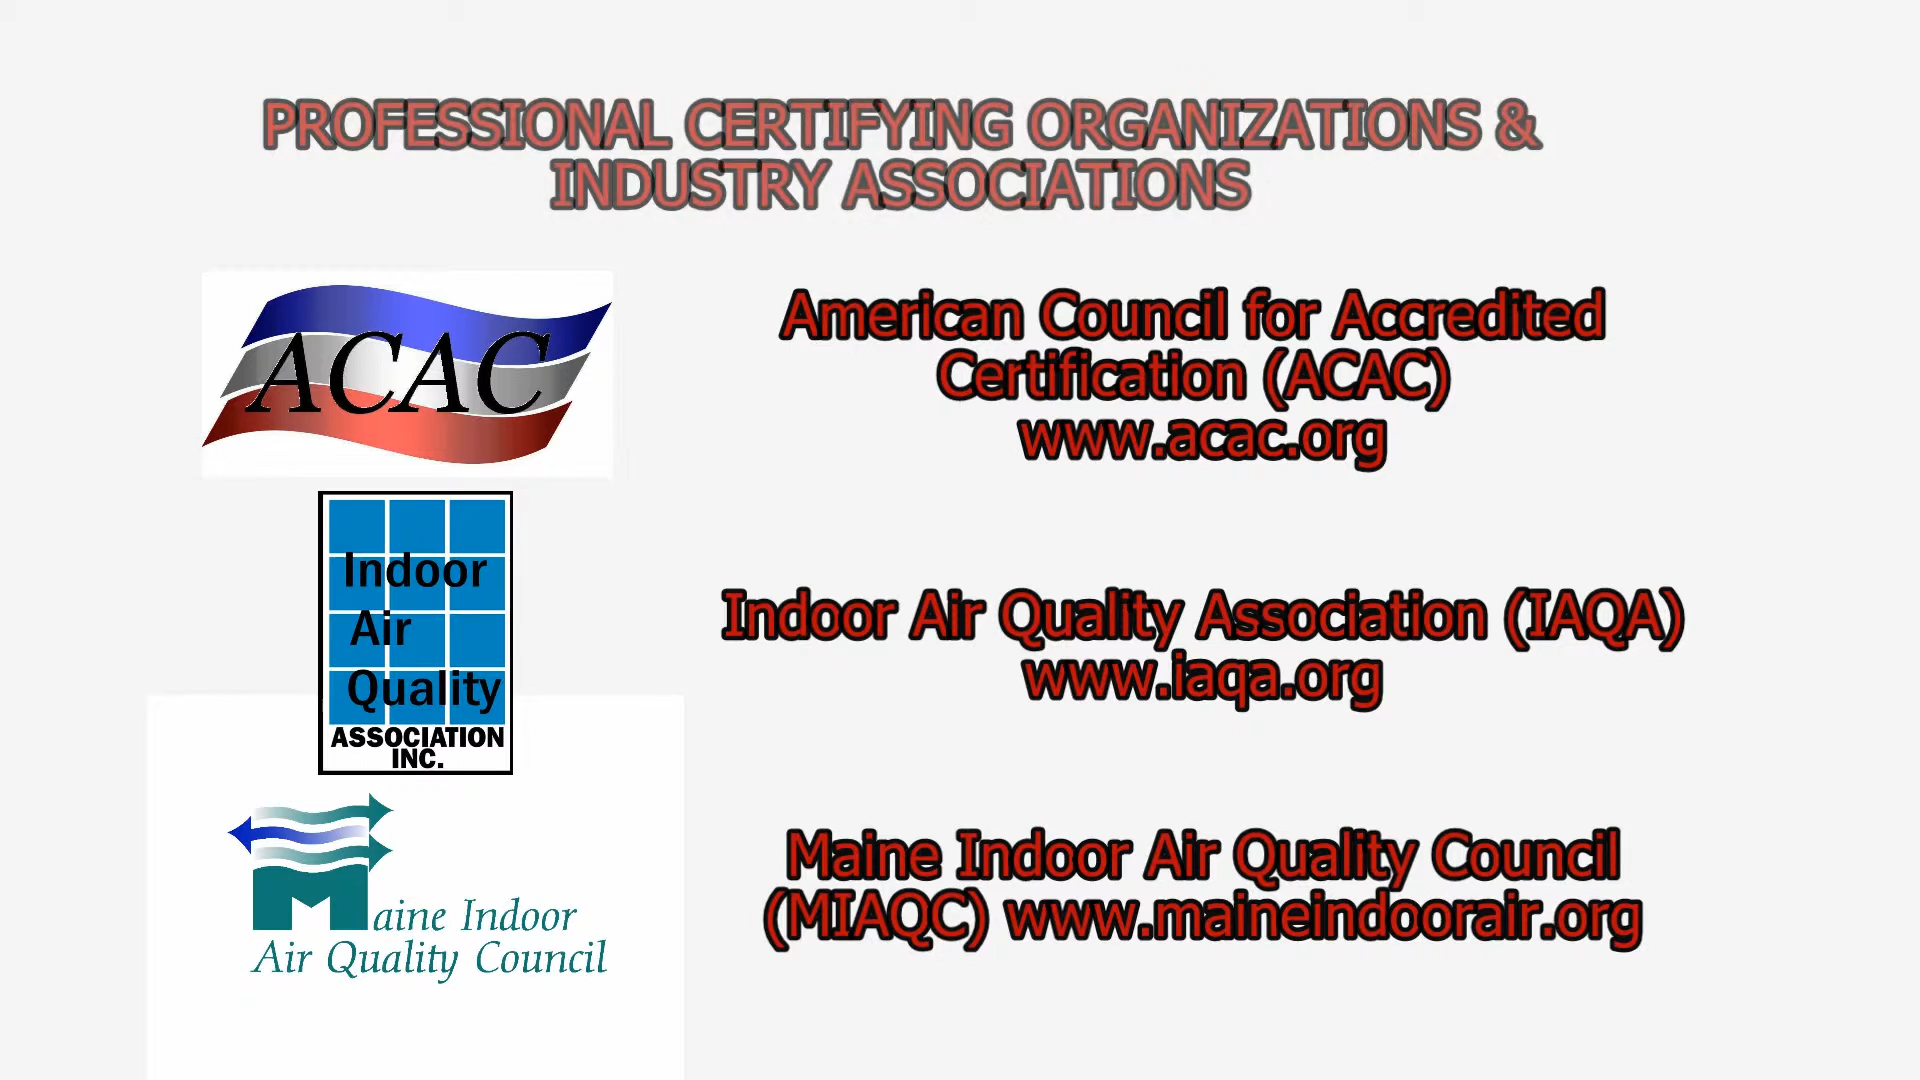 PROFESSIONAL CERTIFYING ORGANIZATIONS &
INDUSTRY ASSOCIATIONS
ACAC
American Council for Accredited
Certification (ACAC)
www.acac.org
Indoor
Air
Quality
ASSOCIATION
INC.
Indoor Air Quality Association (IAQA)
www.iaqa.org
Maine Indoor
Air Quality Council
Maine Indoor Air Quality Council
(MIAQC) www.maineindoorair.org